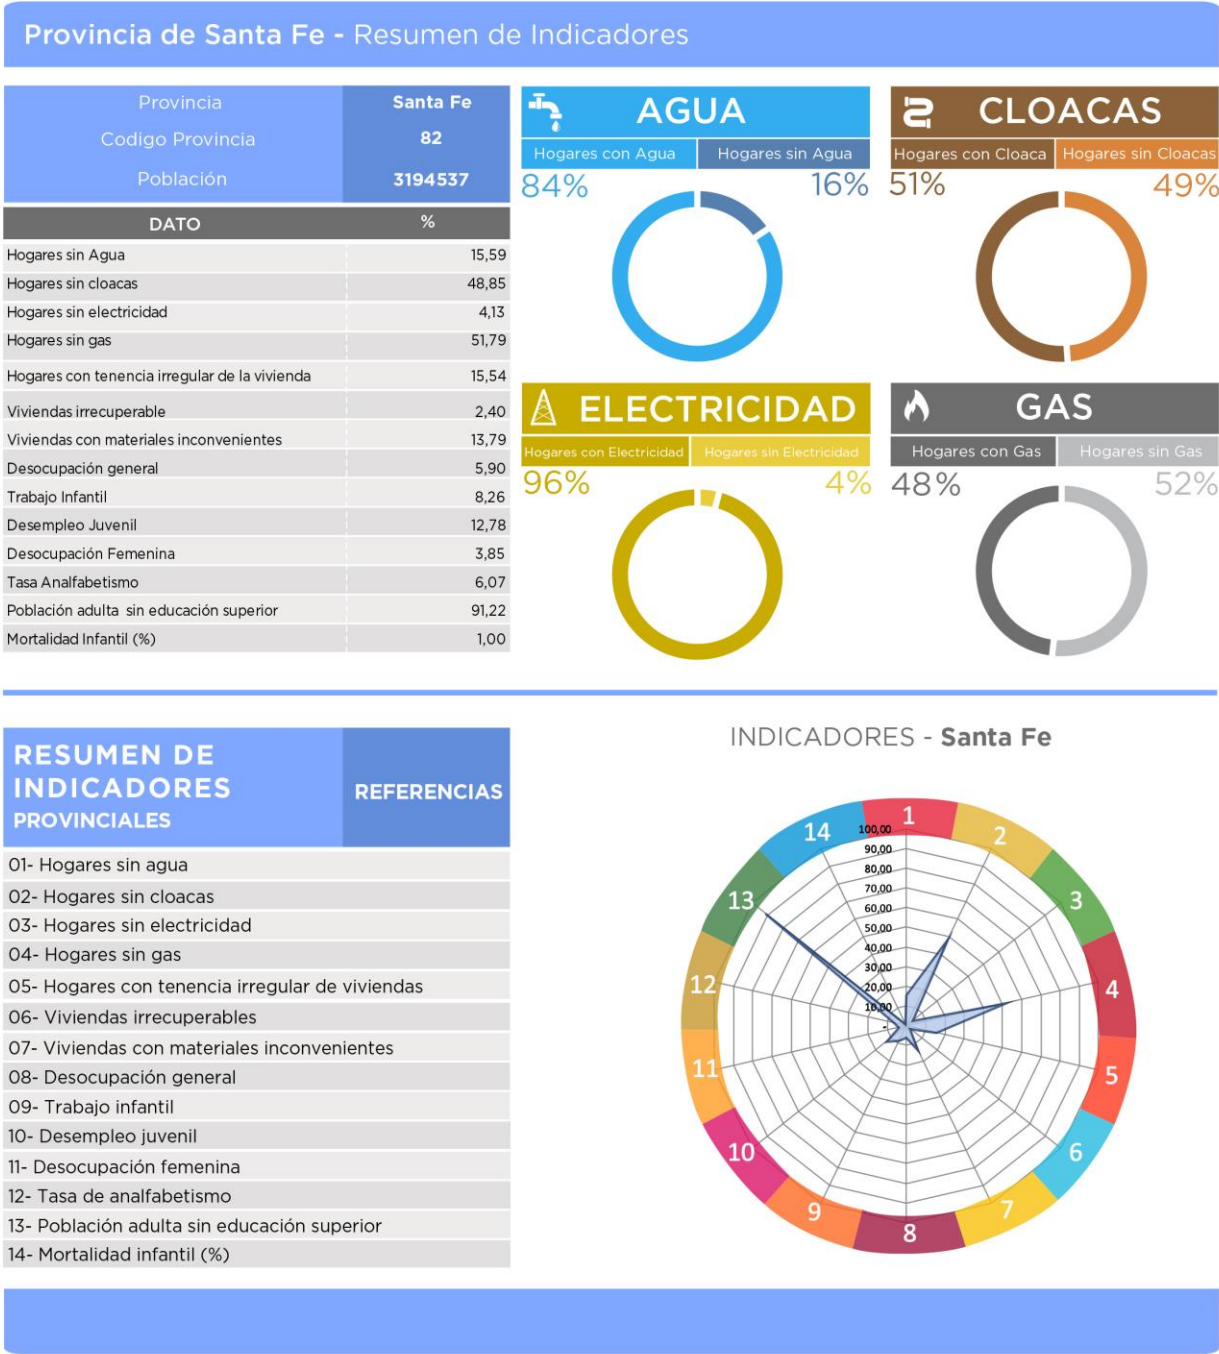 Provincia de Santa Fe - Resumen de Indicadores
Provincia Santa Fe
Codigo Provincia 82
Población 3194537
DATO %
Hogares sin Agua 15,59
Hogares sin cloacas 48,85
Hogares sin electricidad 4,13
Hogares sin gas 51,79
Hogares con tenencia irregular de la vivienda 15,54
Viviendas irrecuperable 2,40
Viviendas con materiales inconvenientes 13,79
Desocupación general 5,90
Trabajo Infantil 8,26
Desempleo Juvenil 12,78
Desocupación Femenina 3,85
Tasa Analfabetismo 6,07
Población adulta sin educación superior 91,22
Mortalidad Infantil (%) 1,00
AGUA
Hogares con Agua Hogares sin Agua
84% 16%
CLOACAS
Hogares con Cloaca Hogares sin Cloacas
51% 49%
ELECTRICIDAD
Hogares con Electricidad Hogares sin Electricidad
96% 4%
GAS
Hogares con Gas Hogares sin Gas
48% 52%
RESUMEN DE
INDICADORES
PROVINCIALES
REFERENCIAS
01- Hogares sin agua
02- Hogares sin cloacas
03- Hogares sin electricidad
04- Hogares sin gas
05- Hogares con tenencia irregular de viviendas
06- Viviendas irrecuperables
07- Viviendas con materiales inconvenientes
08- Desocupación general
09- Trabajo infantil
10- Desempleo juvenil
11- Desocupación femenina
12- Tasa de analfabetismo
13- Población adulta sin educación superior
14- Mortalidad infantil (%)
INDICADORES - Santa Fe
1
2
3
4
5
6
7
8
9
10
11
12
13
14
100,00
90,00
80,00
70,00
60,00
50,00
40,00
30,00
20,00
10,00
-